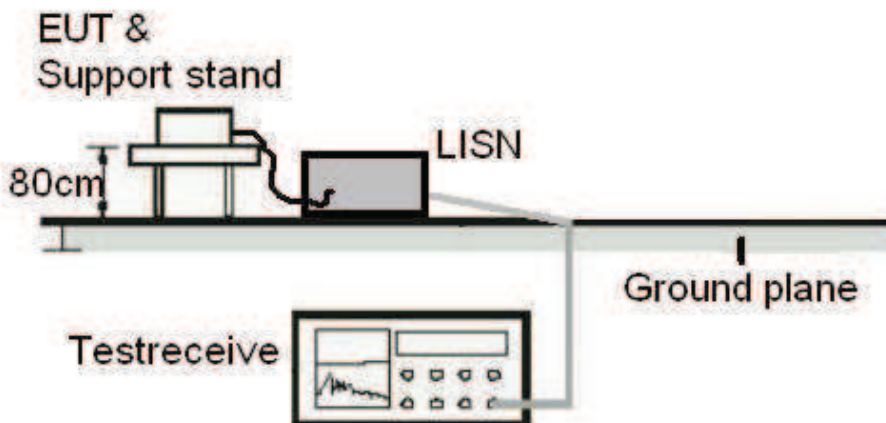 EUT &
Support stand
LISN
80cm
Ground plane
Testreceive